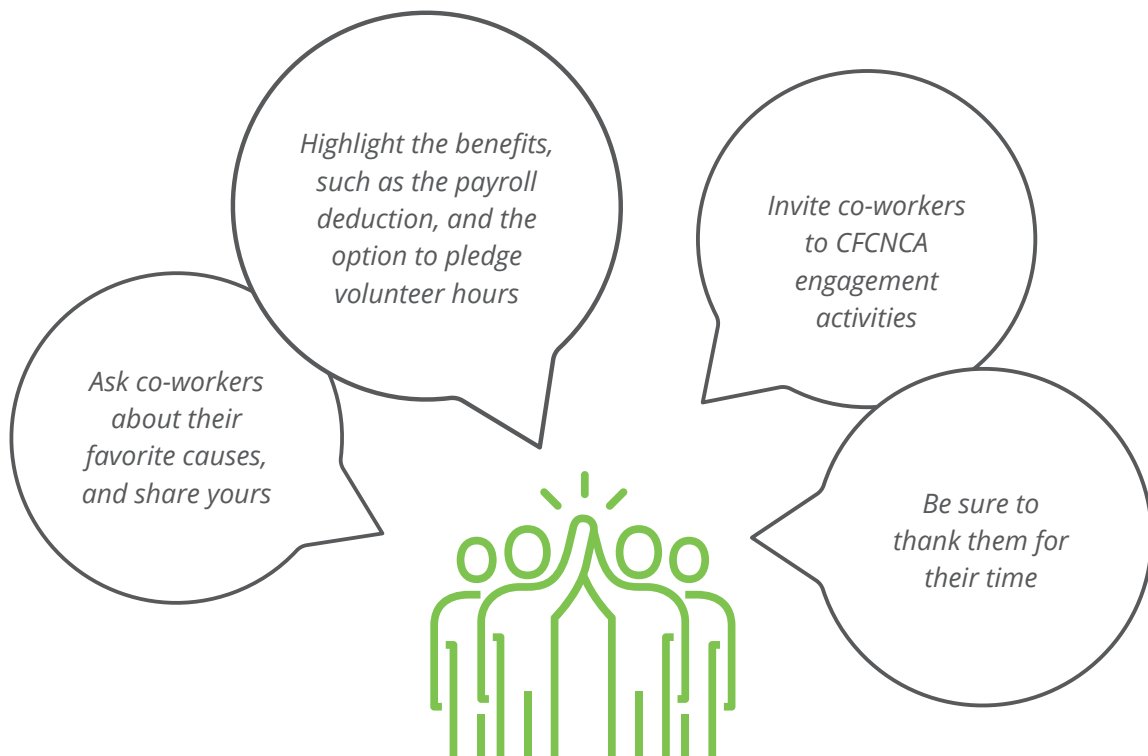 Ask co-workers
about their
favorite causes,
and share yours
Highlight the benefits,
such as the payroll
deduction, and the
option to pledge
volunteer hours
Invite co-workers
to CFCNCA
engagement
activities
Be sure to
thank them for
their time